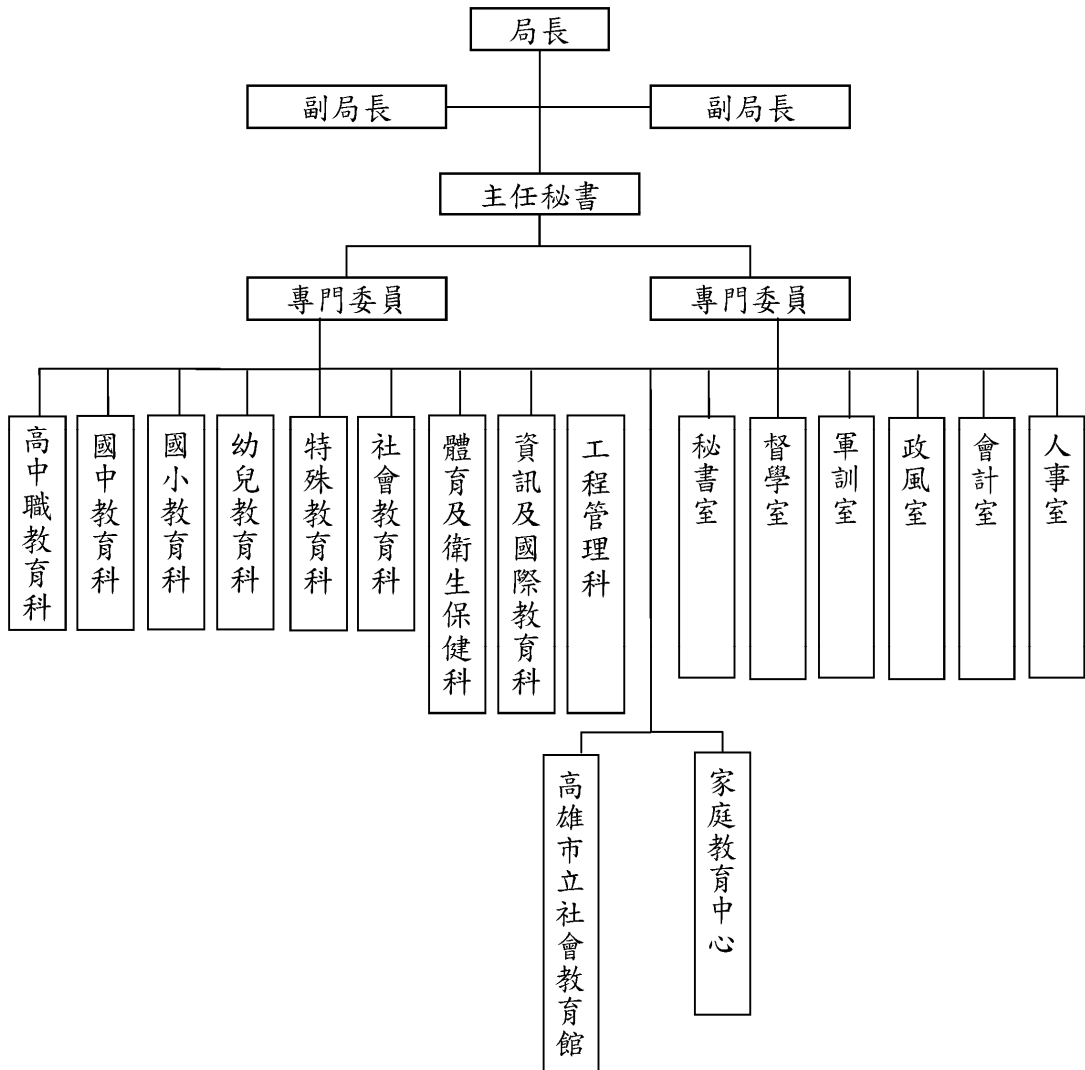 局長
副局長
副局長
主任秘書
專門委員
專門委員
高中職教育科
國中教育科
國小教育科
幼兒教育科
特殊教育科
社會教育科
體育及衛生保健科
資訊及國際教育科
工程管理科
秘書室
督學室
軍訓室
政風室
會計室
人事室
高雄市立社會教育館
家庭教育中心